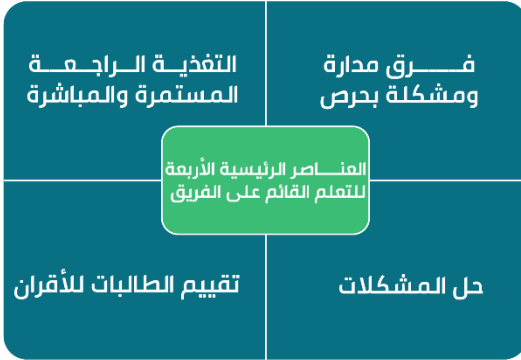 فرق مدارة
ومشكلة بحرص
التغذية الراجعة
المستمرة والمباشرة
العناصر الرئيسية الأربعة
للتعلم القائم على الفريق
حل المشكلات
تقييم الطالبات للأقران